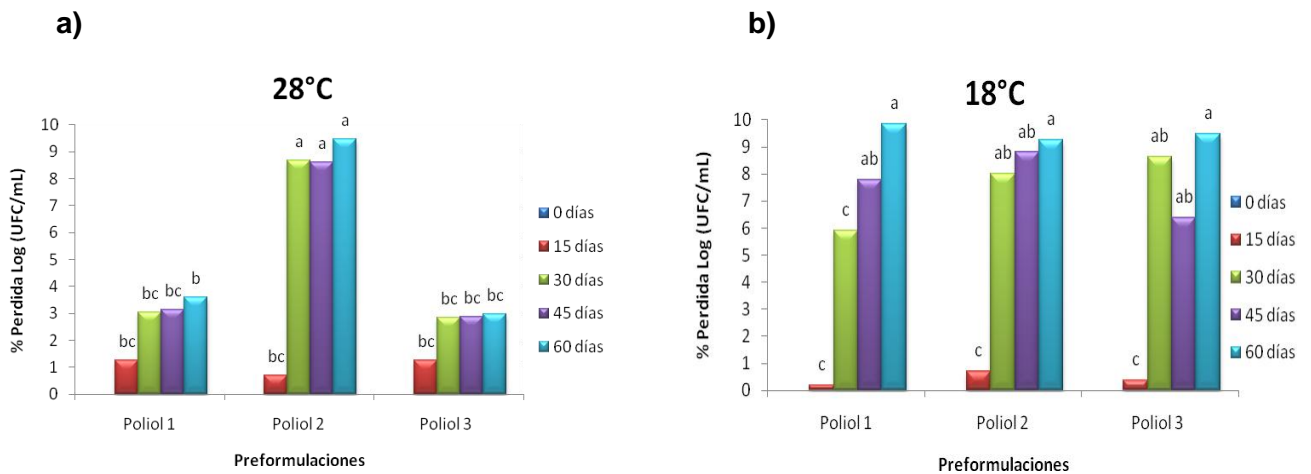 a)
28°C
% Perdida Log (UFC/mL)
10
9
8
7
6
5
4
3
2
1
0
bc
bc
bc
b
bc
a
a
a
bc
bc
bc
bc
Poliol 1
Poliol 2
Poliol 3
Preformulaciones
0 días
15 días
30 días
45 días
60 días
b)
18°C
% Perdida Log (UFC/mL)
10
9
8
7
6
5
4
3
2
1
0
c
c
ab
a
c
ab
ab
a
c
ab
ab
a
Poliol 1
Poliol 2
Poliol 3
Preformulaciones
0 días
15 días
30 días
45 días
60 días